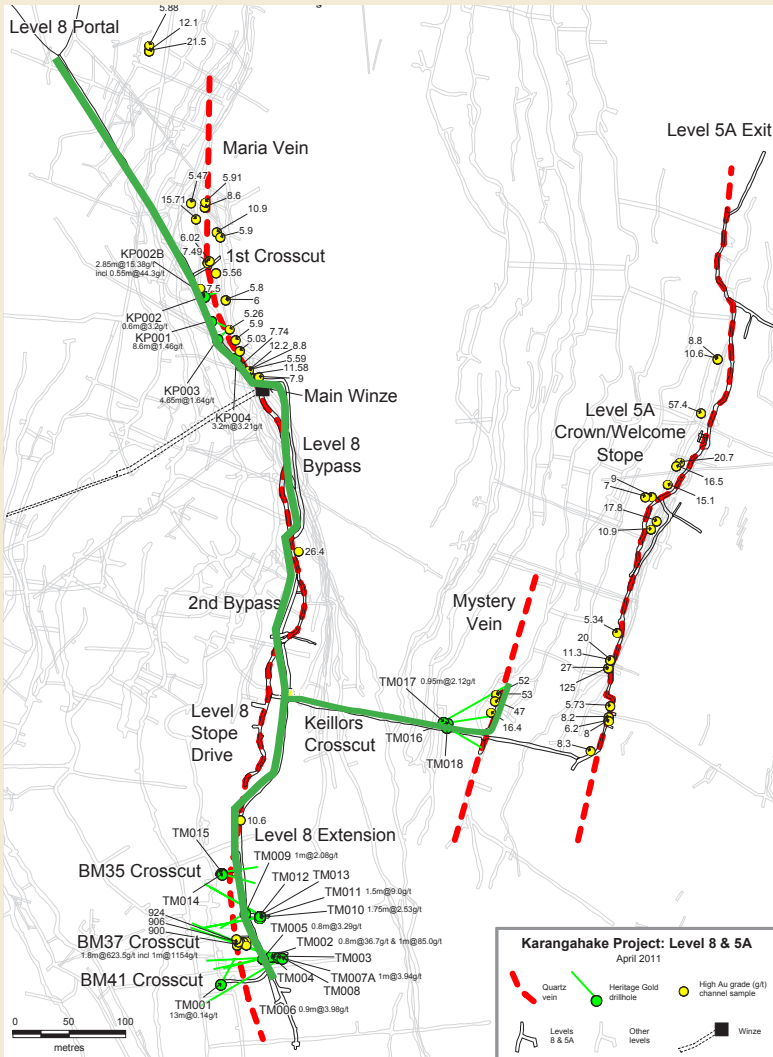 5.88
12.1
21.5
Level 8 Portal
Maria Vein
Level 5A Exit
5.47
5.91
8.6
15.71
10.9
5.9
6.02
7.49
1st Crosscut
KP002B
2.85m@15.38g/t
incl 0.55m@44.3g/t
5.56
7.5
5.8
6
KP002
0.6m@3.2g/t
KP001
8.6m@1.46g/t
5.26
5.9
5.03
7.74
8.8
12.2
5.59
11.58
7.9
KP003
4.65m@1.64g/t
KP004
3.2m@3.21g/t
Main Winze
Level 8
Bypass
8.8
10.6
57.4
Level 5A
Crown/Welcome
Stope
20.7
16.5
15.1
9
7
17.8
10.9
26.4
2nd Bypass
Mystery
Vein
5.34
20
11.3
27
125
5.73
8.2
6.2
8
8.3
52
53
47
16.4
TM017 0.95m@2.12g/t
TM016
TM018
Keillors
Crosscut
Level 8
Stope
Drive
10.6
Level 8 Extension
TM015
BM35 Crosscut
TM014
TM009 1m@2.08g/t
TM013
TM012
TM011 1.5m@9.0g/t
TM010 1.75m@2.53g/t
TM005 0.8m@3.29g/t
924
906
900
BM37 Crosscut
1.8m@623.5g/t incl 1m@1154g/t
TM002 0.8m@36.7g/t & 1m@85.0g/t
TM003
TM007A 1m@3.94g/t
TM004
TM008
BM41 Crosscut
TM001
13m@0.14g/t
TM006 0.9m@3.98g/t
0 50 100
metres
Karangahake Project: Level 8 & 5A
April 2011
Quartz
vein
Heritage Gold
drillhole
High Au grade (g/t)
channel sample
Levels
8 & 5A
Other
levels
Winze